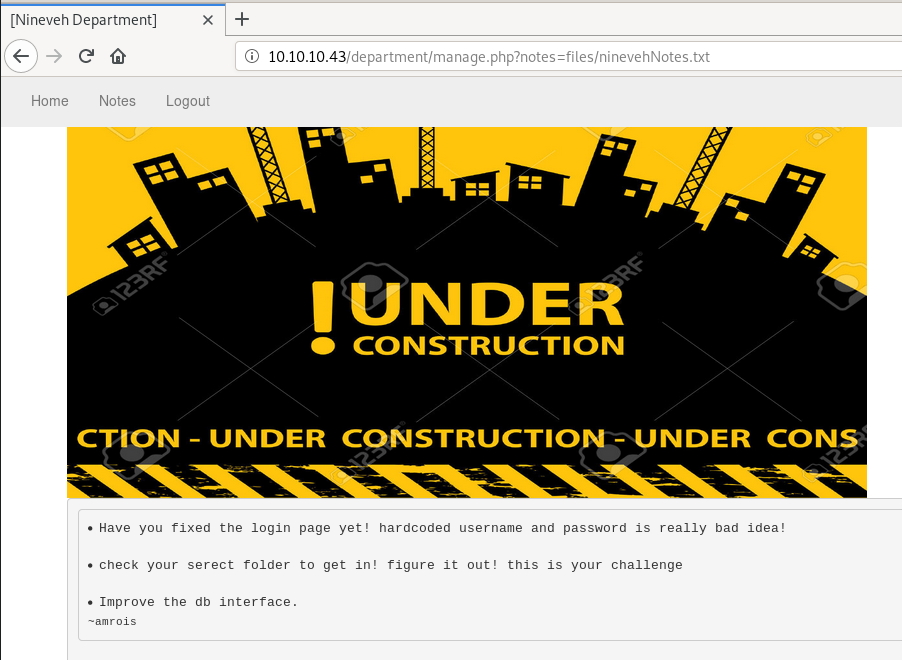 [Nineveh Department]
10.10.10.43/department/manage.php?notes=files/ninevehNotes.txt
Home Notes Logout
123RF
123RF
! UNDER
CONSTRUCTION
CTION - UNDER CONSTRUCTION - UNDER CONS
123RF
123RF
• Have you fixed the login page yet! hardcoded username and password is really bad idea!
• check your serect folder to get in! figure it out! this is your challenge
• Improve the db interface.
~amrois